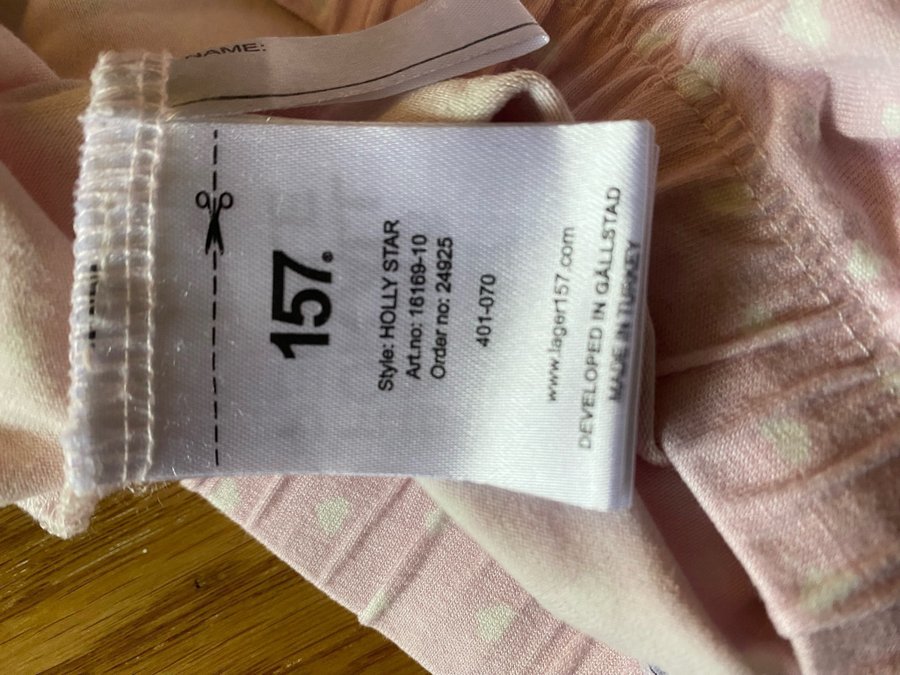 NAME:
157®
Style: HOLLY STAR
Art.no: 16169-10
Order no: 24925
401-070
www.lager157.com
DEVELOPED IN GÄLLSTAD
MADE IN TURKEY